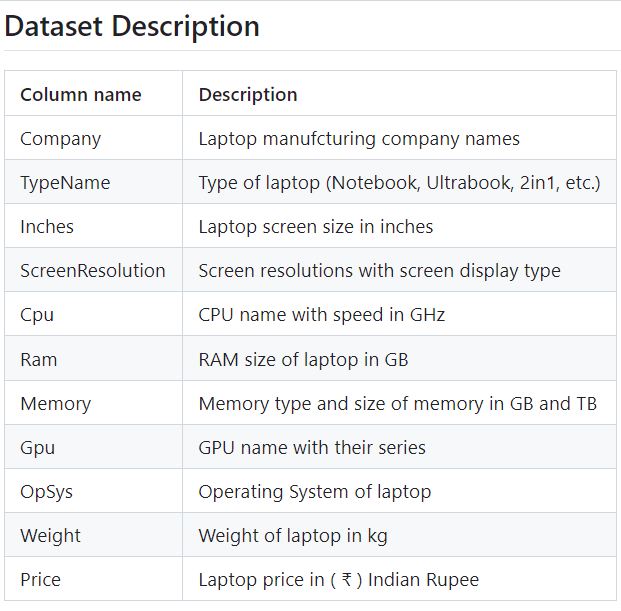 Dataset Description
Column name Description
Company Laptop manufcturing company names
TypeName Type of laptop (Notebook, Ultrabook, 2in1, etc.)
Inches Laptop screen size in inches
ScreenResolution Screen resolutions with screen display type
Cpu CPU name with speed in GHz
Ram RAM size of laptop in GB
Memory Memory type and size of memory in GB and TB
Gpu GPU name with their series
OpSys Operating System of laptop
Weight Weight of laptop in kg
Price Laptop price in ( ₹ ) Indian Rupee